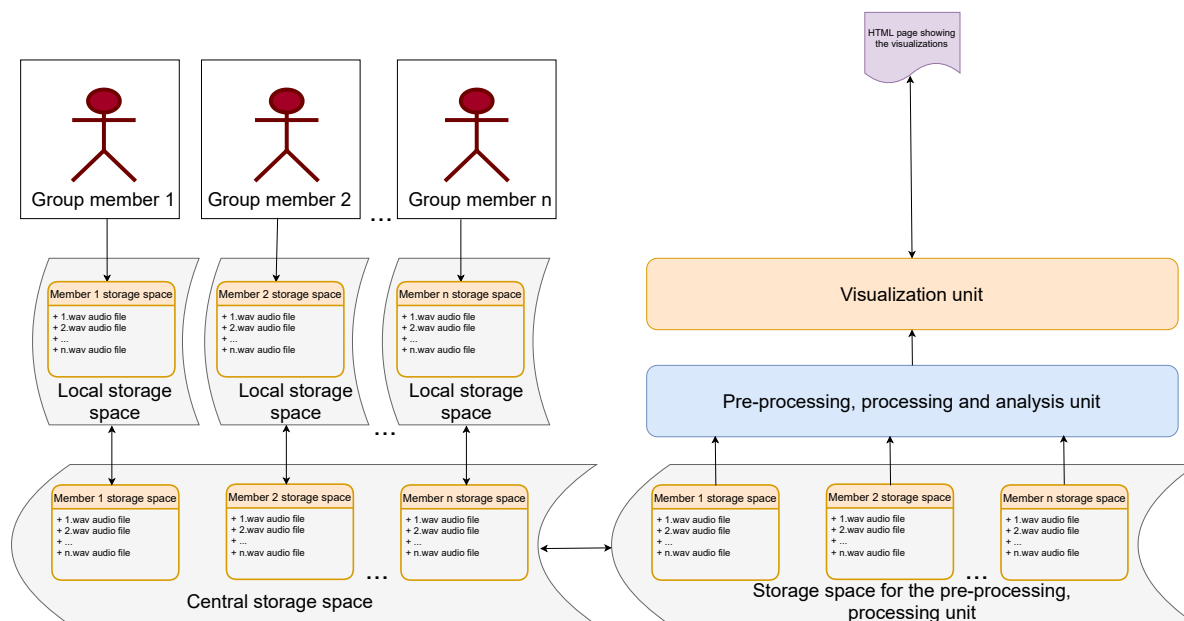 HTML page showing
the visualizations
Group member 1
Group member 2
...
Group member n
Member 1 storage space
+ 1.wav audio file
+ 2.wav audio file
+ ...
+ n.wav audio file
Local storage
space
Member 2 storage space
+ 1.wav audio file
+ 2.wav audio file
+ ...
+ n.wav audio file
Local storage
space
...
Member n storage space
+ 1.wav audio file
+ 2.wav audio file
+ ...
+ n.wav audio file
Local storage
space
Visualization unit
Pre-processing, processing and analysis unit
Member 1 storage space
+ 1.wav audio file
+ 2.wav audio file
+ ...
+ n.wav audio file
Member 2 storage space
+ 1.wav audio file
+ 2.wav audio file
+ ...
+ n.wav audio file
...
Member n storage space
+ 1.wav audio file
+ 2.wav audio file
+ ...
+ n.wav audio file
Central storage space
Member 1 storage space
+ 1.wav audio file
+ 2.wav audio file
+ ...
+ n.wav audio file
Member 2 storage space
+ 1.wav audio file
+ 2.wav audio file
+ ...
+ n.wav audio file
...
Member n storage space
+ 1.wav audio file
+ 2.wav audio file
+ ...
+ n.wav audio file
Storage space for the pre-processing,
processing unit